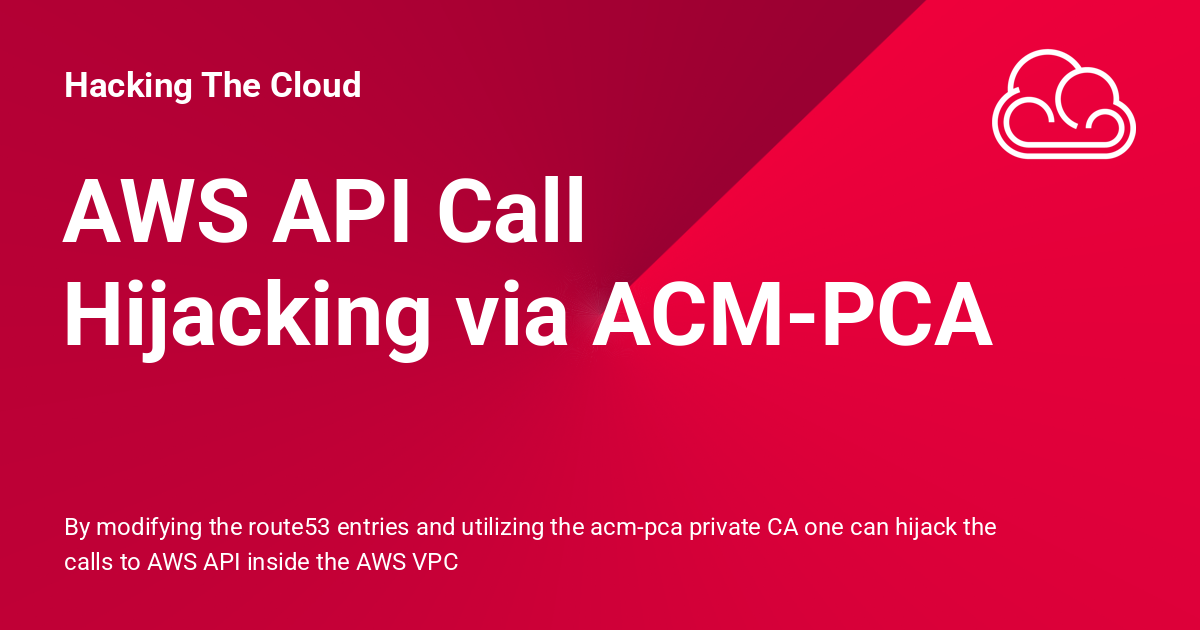 Hacking The Cloud
AWS API Call
Hijacking via ACM-PCA
By modifying the route53 entries and utilizing the acm-pca private CA one can hijack the
calls to AWS API inside the AWS VPC